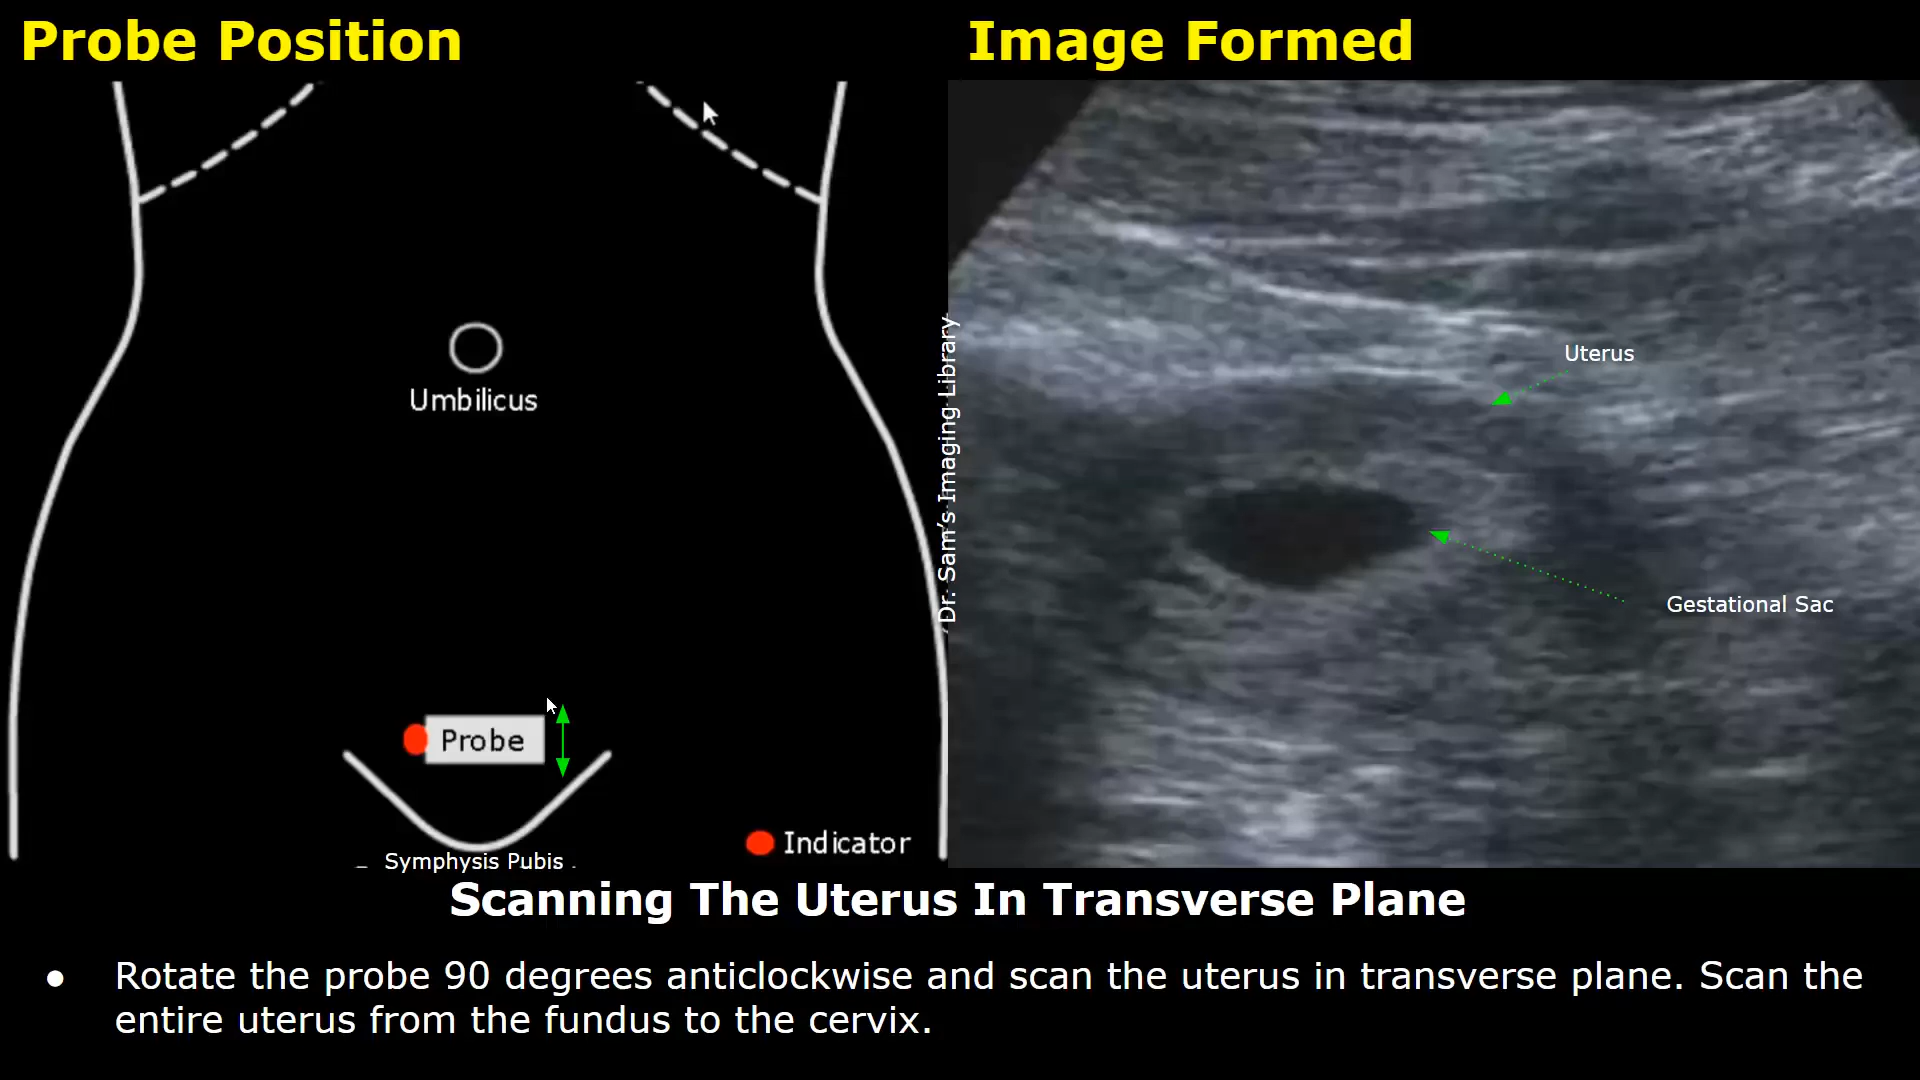 Probe Position
Image Formed
Umbilicus
Probe
Indicator
Symphysis Pubis
Dr. Sam's Imaging Library
Uterus
Gestational Sac
Scanning The Uterus In Transverse Plane
● Rotate the probe 90 degrees anticlockwise and scan the uterus in transverse plane. Scan the
entire uterus from the fundus to the cervix.